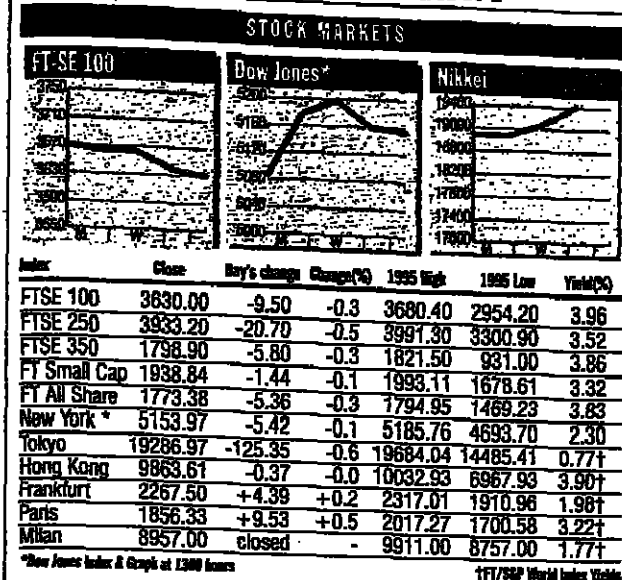 STOCK MARKETS
FT-SE 100
Dow Jones*
Nikkei
Index Close Day's change Change(%) 1995 High 1995 Low Yield(%)
FTSE 100 3630.00 -9.50 -0.3 3680.40 2954.20 3.96
FTSE 250 3933.20 -20.70 -0.5 3991.30 3300.90 3.52
FTSE 350 1798.90 -5.80 -0.3 1821.50 931.00 3.86
FT Small Cap 1938.84 -1.44 -0.1 1993.11 1678.61 3.32
FT All Share 1773.38 -5.36 -0.3 1794.95 1469.23 3.83
New York * 5153.97 -5.42 -0.1 5185.76 4693.70 2.30
Tokyo 19286.97 -125.35 -0.6 19684.04 14485.41 0.77†
Hong Kong 9863.61 -0.37 -0.0 10032.93 6967.93 3.90†
Frankfurt 2267.50 +4.39 +0.2 2317.01 1910.96 1.98†
Paris 1856.33 +9.53 +0.5 2017.27 1700.58 3.22†
Milan 8957.00 closed - 9911.00 8757.00 1.77†
*Dow Jones Index & Graph at 1300 hours
†FT/S&P World Index Yields